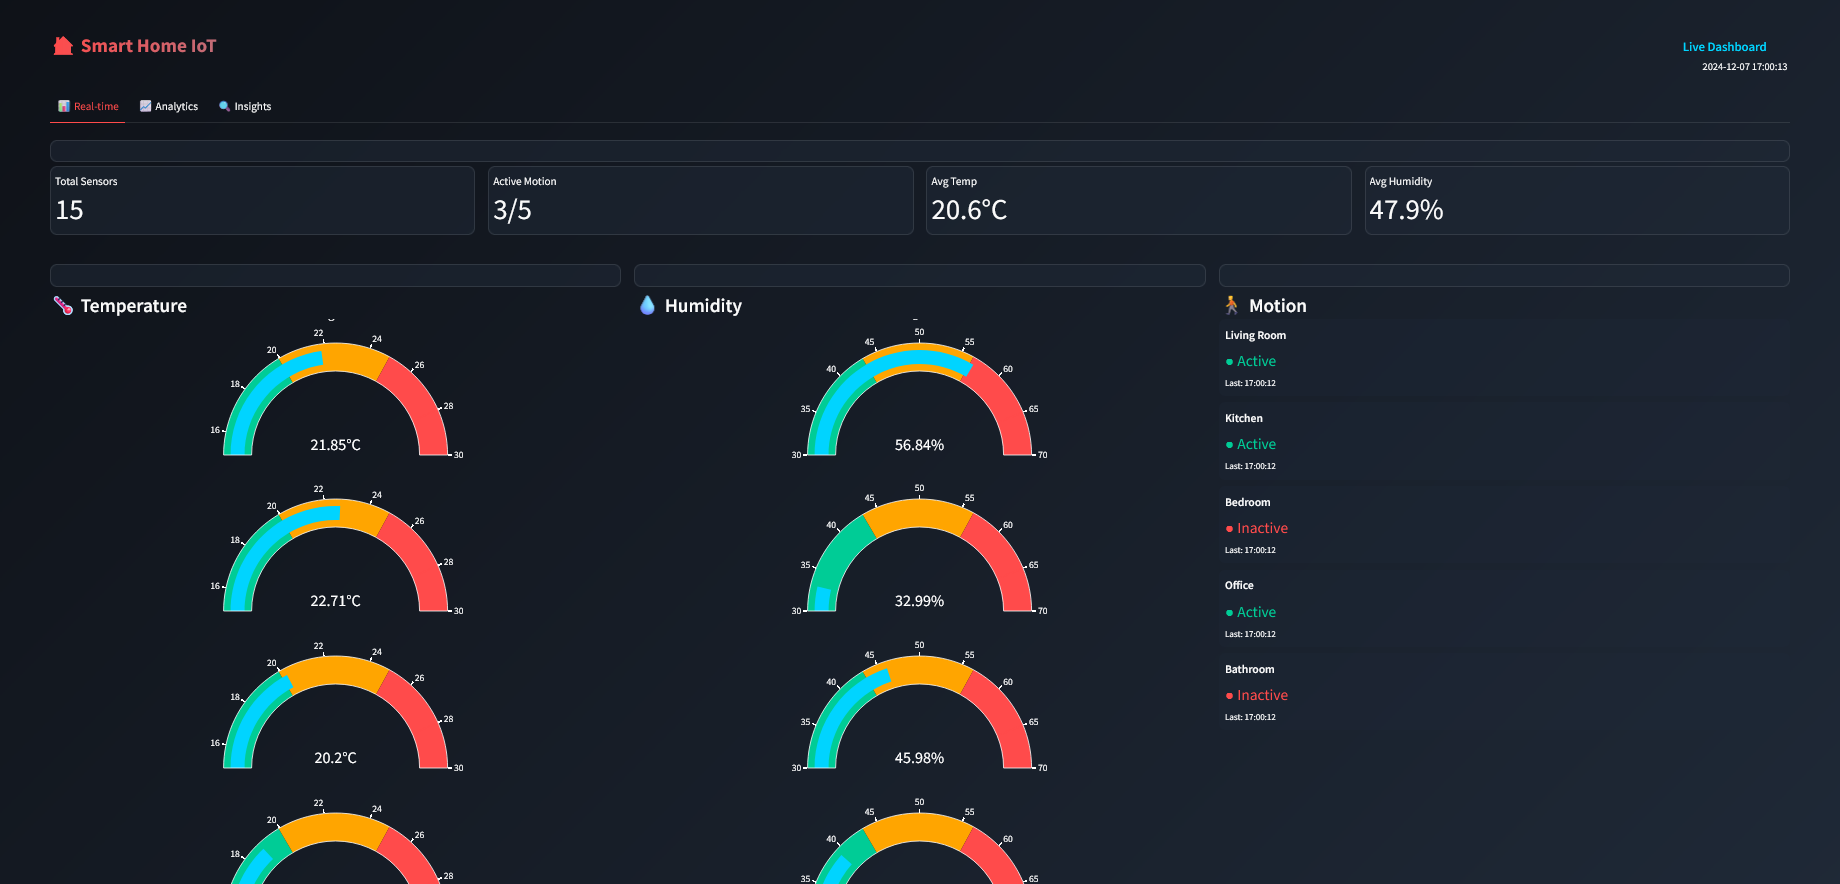 Smart Home IoT
Live Dashboard
2024-12-07 17:00:13
Real-time
Analytics
Insights
Total Sensors
15
Active Motion
3/5
Avg Temp
20.6°C
Avg Humidity
47.9%
Temperature
16
18
20
22
24
26
28
30
21.85°C
16
18
20
22
24
26
28
30
22.71°C
16
18
20
22
24
26
28
30
20.2°C
18
20
22
24
26
28
Humidity
30
35
40
45
50
55
60
65
70
56.84%
30
35
40
45
50
55
60
65
70
32.99%
30
35
40
45
50
55
60
65
70
45.98%
35
40
45
50
55
60
65
Motion
Living Room
● Active
Last: 17:00:12
Kitchen
● Active
Last: 17:00:12
Bedroom
● Inactive
Last: 17:00:12
Office
● Active
Last: 17:00:12
Bathroom
● Inactive
Last: 17:00:12